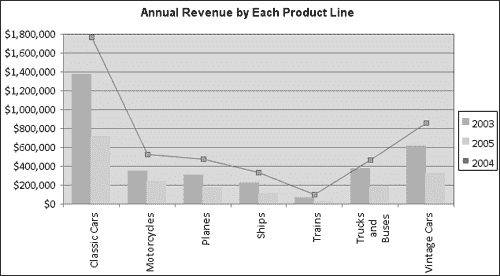 Annual Revenue by Each Product Line
$1,800,000
$1,600,000
$1,400,000
$1,200,000
$1,000,000
$800,000
$600,000
$400,000
$200,000
$0
Classic Cars
Motorcycles
Planes
Ships
Trains
Trucks
and
Buses
Vintage Cars
2003
2005
2004